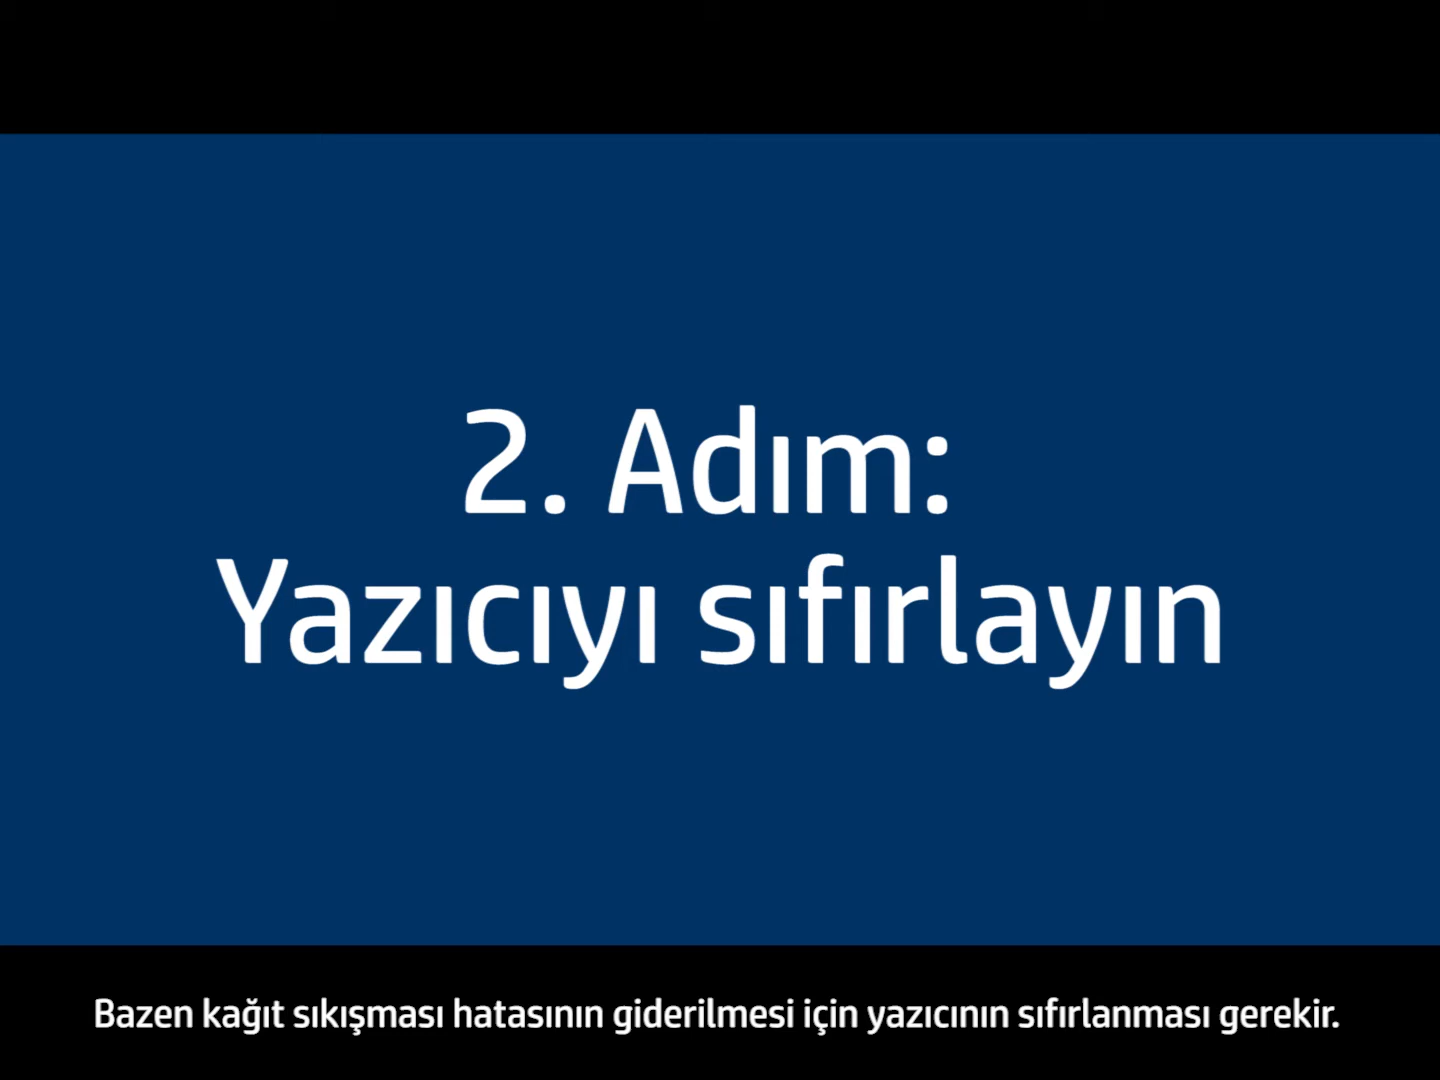 2. Adım:
Yazıcıyı sıfırlayın
Bazen kağıt sıkışması hatasının giderilmesi için yazıcının sıfırlanması gerekir.